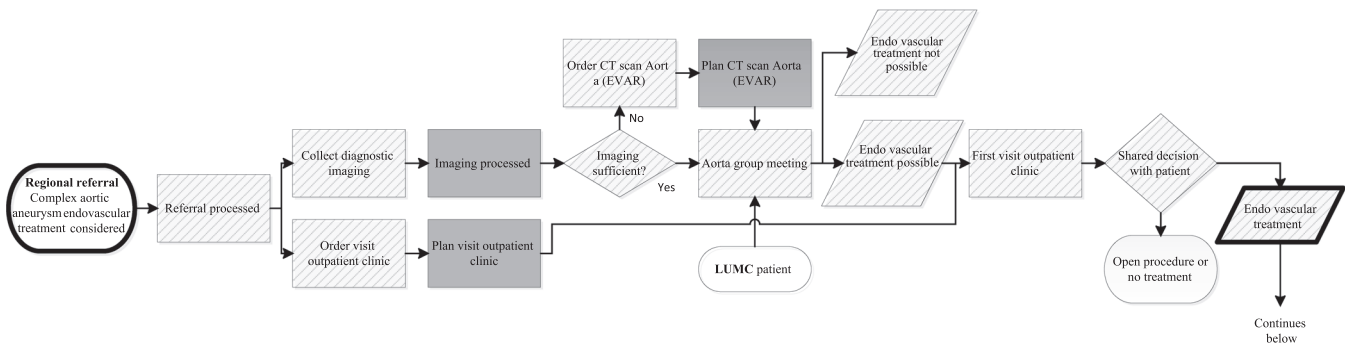 Regional referral
Complex aortic
aneurysm endovascular
treatment considered
Referral processed
Collect diagnostic
imaging
Order visit
outpatient clinic
Imaging processed
Plan visit outpatient
clinic
Order CT scan Aort
a (EVAR)
No
Imaging
sufficient?
Yes
Plan CT scan Aorta
(EVAR)
Aorta group meeting
LUMC patient
Endo vascular
treatment not
possible
Endo vascular
treatment possible
First visit outpatient
clinic
Shared decision
with patient
Open procedure or
no treatment
Endo vascular
treatment
Continues
below